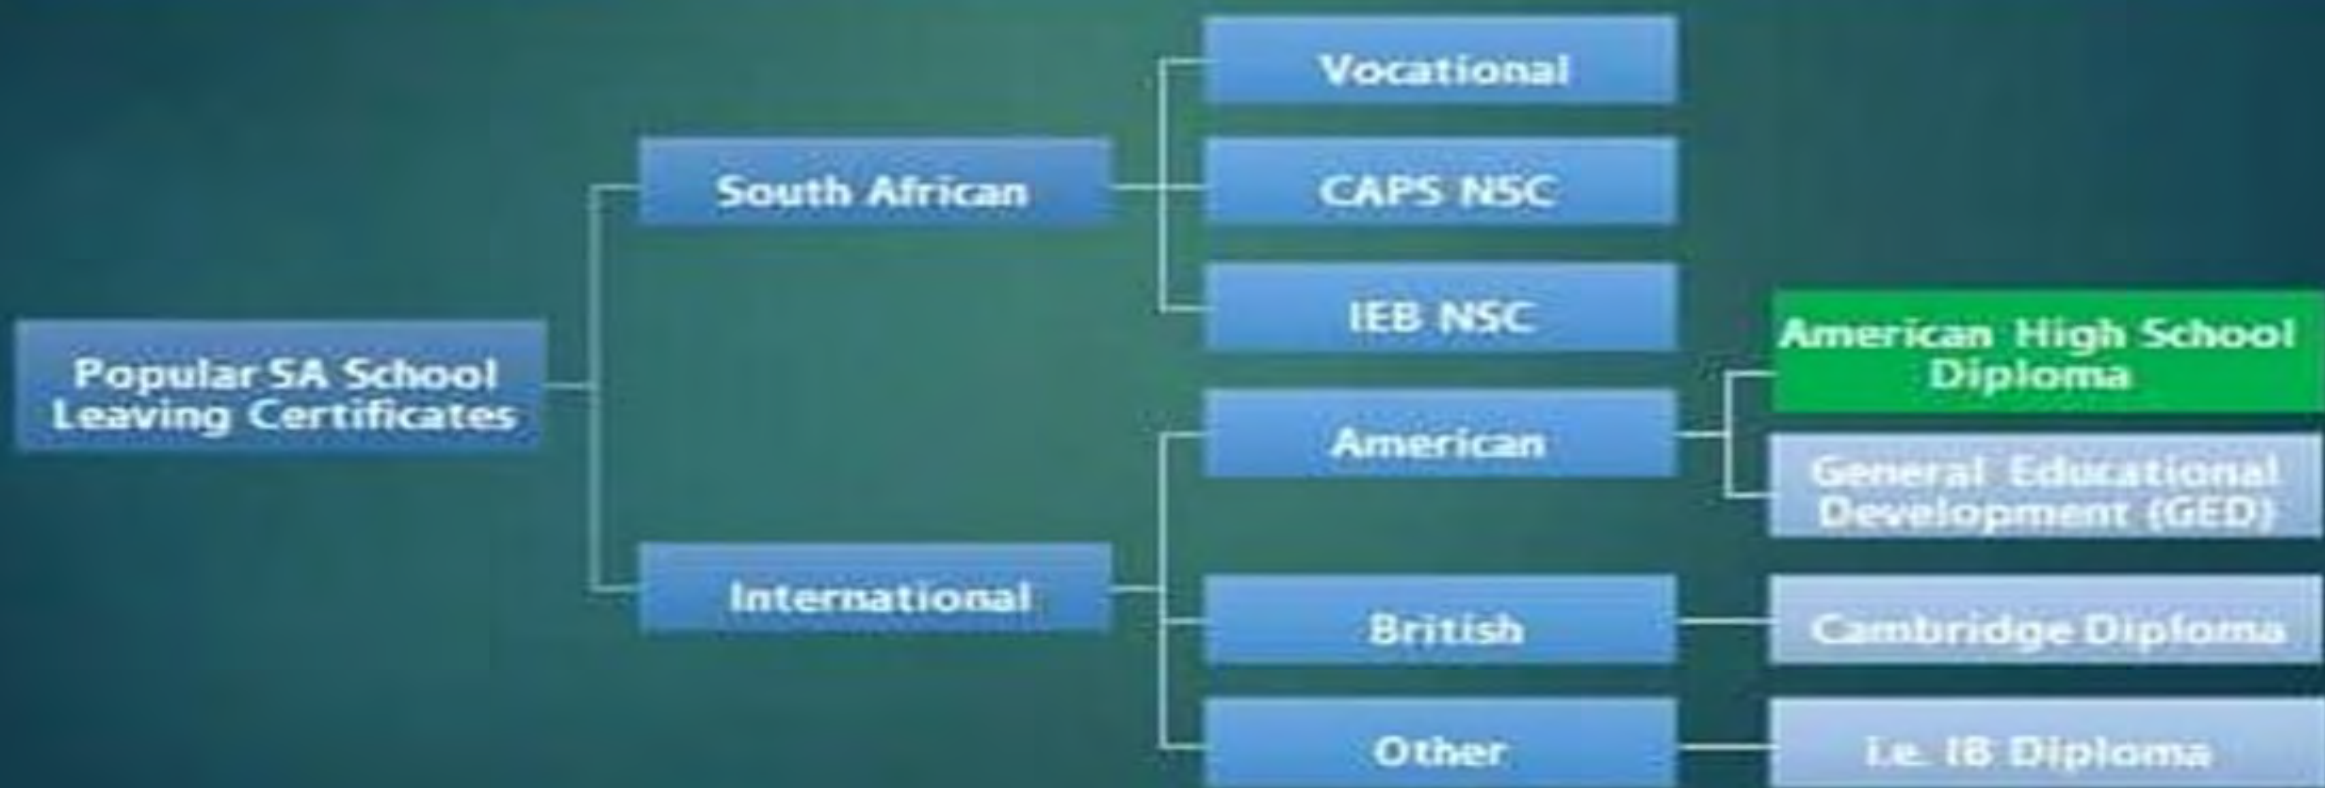 Popular SA School
Leaving Certificates
South African
Vocational
CAPS NSC
IEB NSC
International
American
American High School
Diploma
General Educational
Development (GED)
British
Cambridge Diploma
Other
i.e. IB Diploma